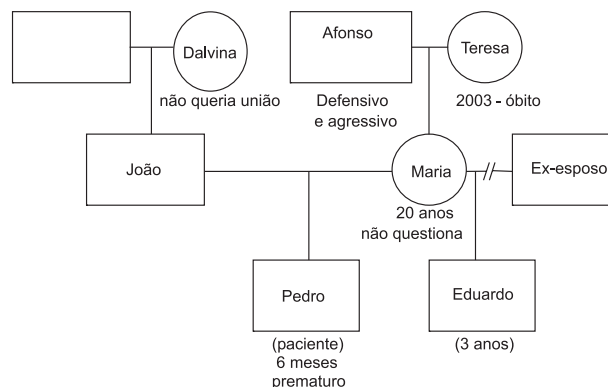 Afonso
Dalvina
Teresa
não queria união
Defensivo
e agressivo
2003 - óbito
João
Maria
Ex-esposo
20 anos
não questiona
Pedro
Eduardo
(paciente)
6 meses
prematuro
(3 anos)